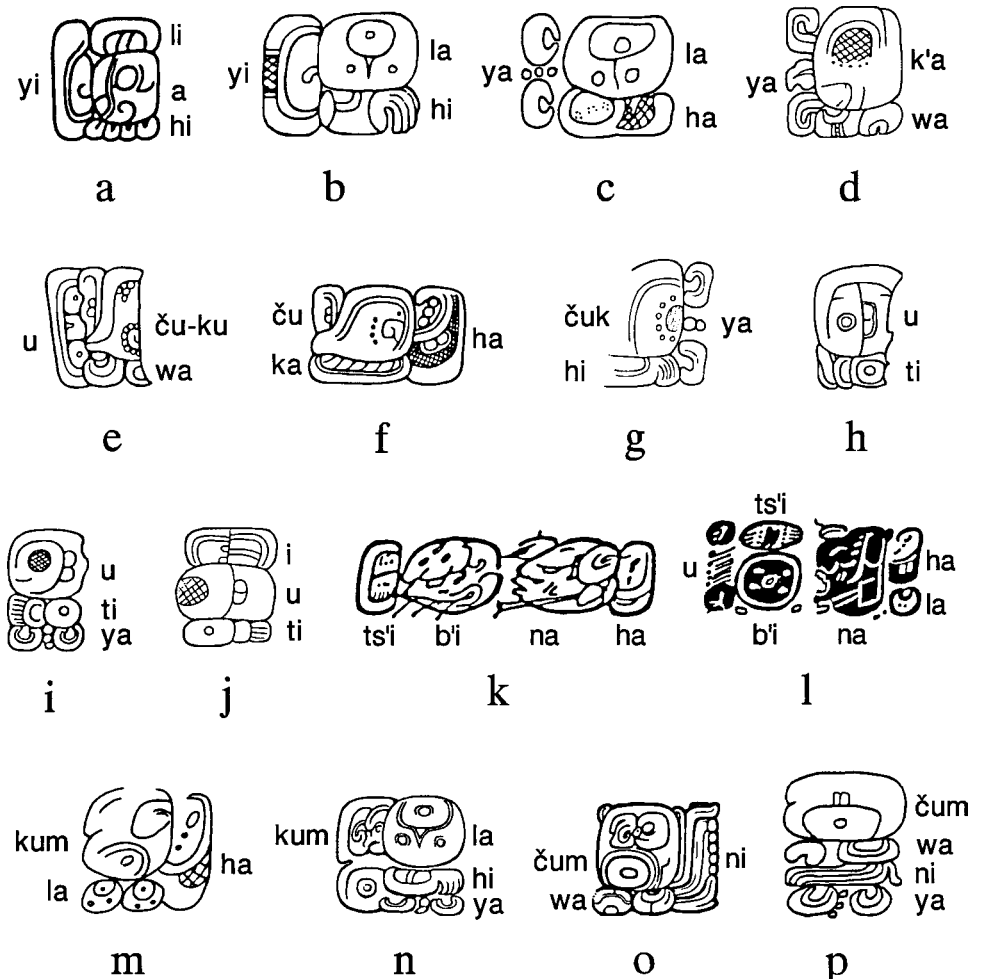 li
yi a
hi
yi la
hi
ya la
ha
k'a
ya
wa
a b c d
u ču-ku
wa
ču
ka ha
čuk
ya
hi
u
ti
e f g h
u
ti
ya
i
u
ti
ts'i b'i na ha
ts'i
u ha
la
b'i na
i j k l
kum
la ha
kum la
hi
ya
čum ni
wa
čum
wa
ni
ya
m n o p